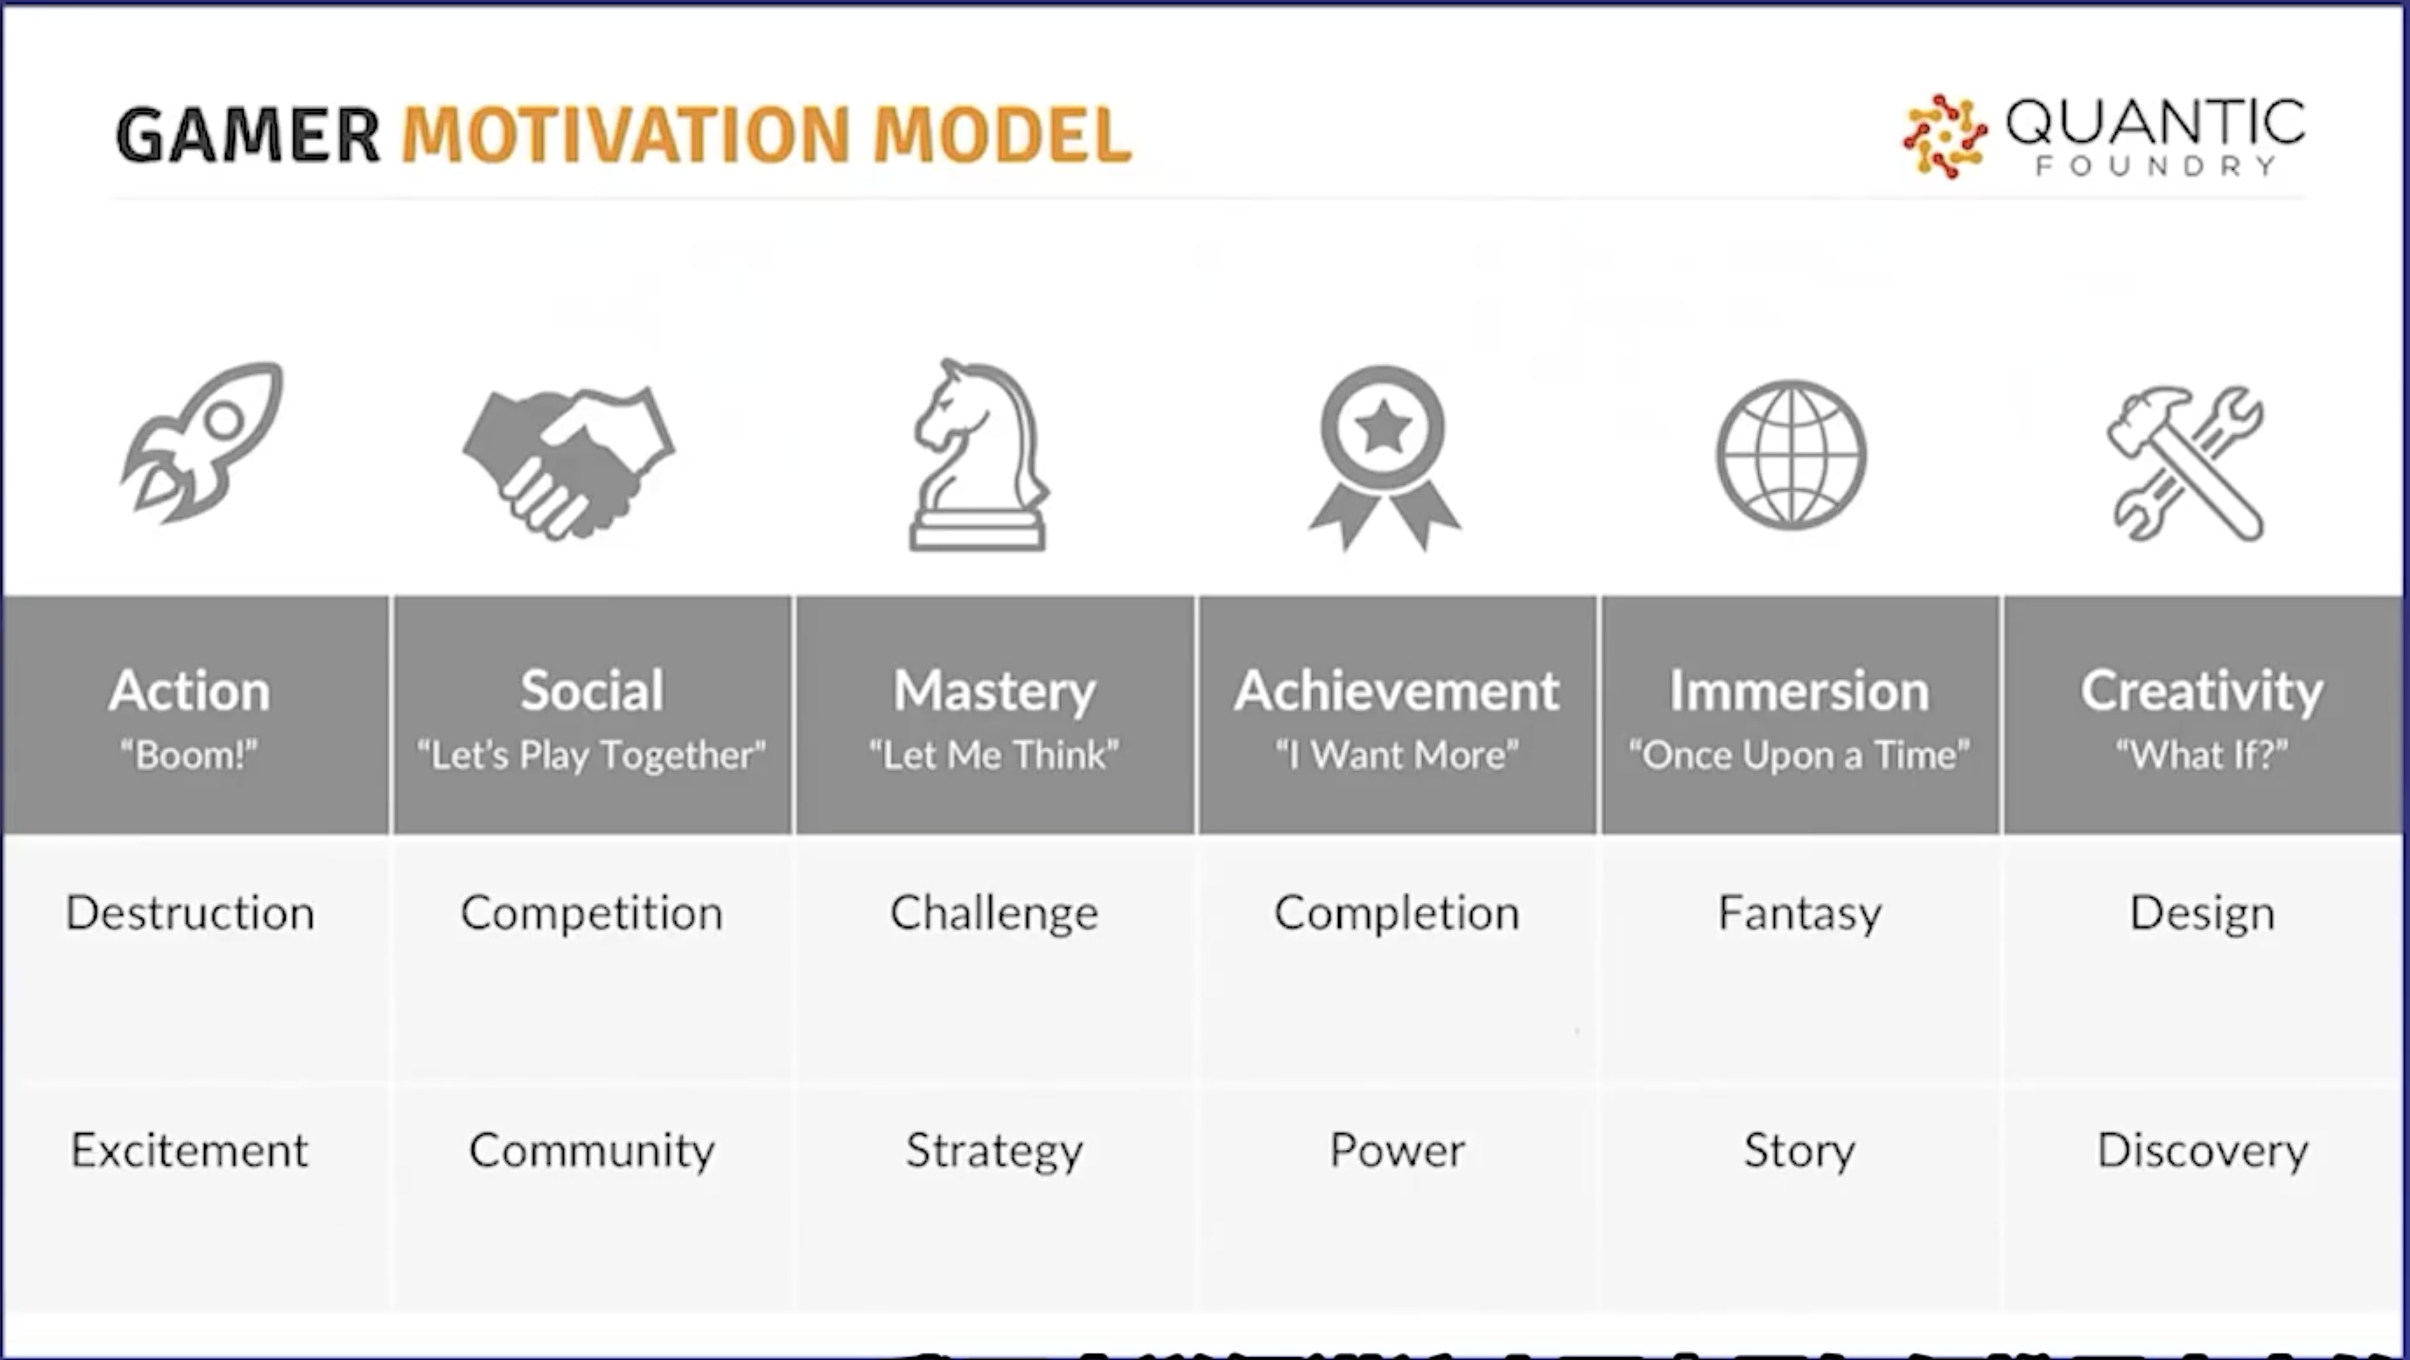 GAMER MOTIVATION MODEL
QUANTIC
FOUNDRY
Action
“Boom!”
Social
“Let’s Play Together”
Mastery
“Let Me Think”
Achievement
“I Want More”
Immersion
“Once Upon a Time”
Creativity
“What If?”
Destruction
Competition
Challenge
Completion
Fantasy
Design
Excitement
Community
Strategy
Power
Story
Discovery